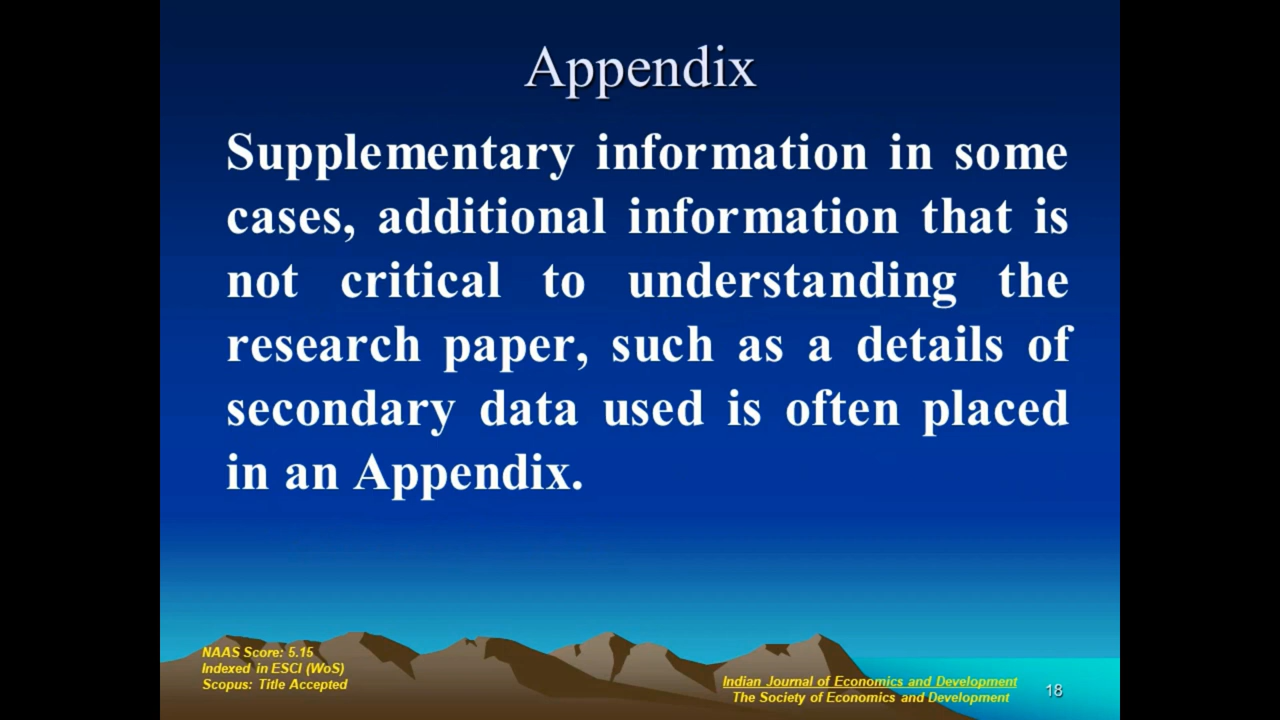 Appendix
Supplementary information in some
cases, additional information that is
not critical to understanding the
research paper, such as a details of
secondary data used is often placed
in an Appendix.
NAAS Score: 5.15
Indexed in ESCI (WoS)
Scopus: Title Accepted
Indian Journal of Economics and Development
The Society of Economics and Development
18